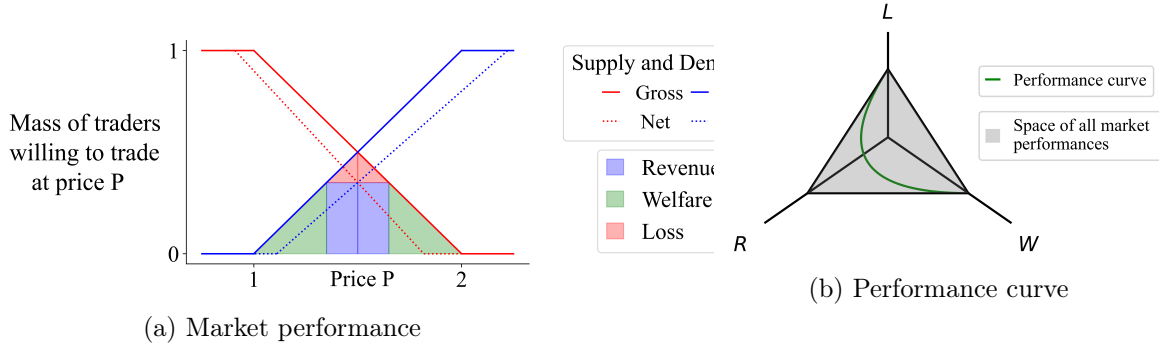 Mass of traders
willing to trade
at price P
1
0
1
Price P
2
Supply and Den
Gross
Net
Revenue
Welfare
Loss
(a) Market performance
L
R
W
Performance curve
Space of all market
performances
(b) Performance curve